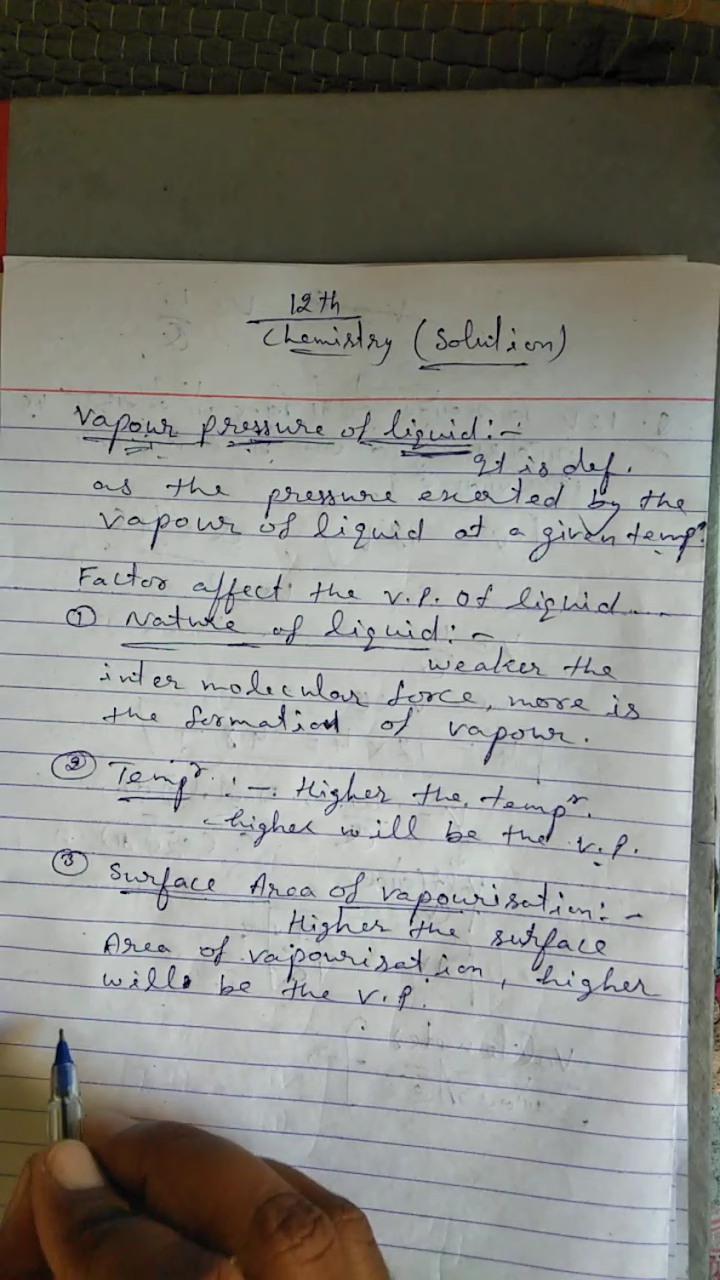 12th
Chemistry (Solution)
Vapour pressure of liquid:-
It is def.
as the pressure exerted by the
vapour of liquid at a given temp.
Factor affect the v.p. of liquid....
① Nature of liquid:-
weaker the
inter molecular force, more is
the formation of vapour.
② Tempr :- Higher the tempr.
higher will be the v.p.
③ Surface Area of vapourisation:-
Higher the surface
Area of vapourisation, higher
will be the v.p.